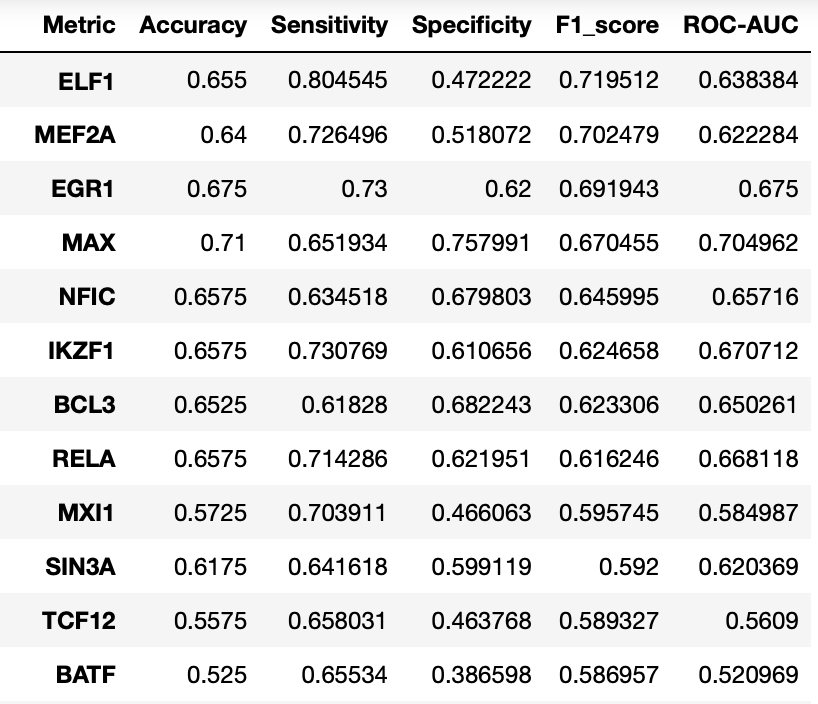 Metric Accuracy Sensitivity Specificity F1_score ROC-AUC
ELF1 0.655 0.804545 0.472222 0.719512 0.638384
MEF2A 0.64 0.726496 0.518072 0.702479 0.622284
EGR1 0.675 0.73 0.62 0.691943 0.675
MAX 0.71 0.651934 0.757991 0.670455 0.704962
NFIC 0.6575 0.634518 0.679803 0.645995 0.65716
IKZF1 0.6575 0.730769 0.610656 0.624658 0.670712
BCL3 0.6525 0.61828 0.682243 0.623306 0.650261
RELA 0.6575 0.714286 0.621951 0.616246 0.668118
MXI1 0.5725 0.703911 0.466063 0.595745 0.584987
SIN3A 0.6175 0.641618 0.599119 0.592 0.620369
TCF12 0.5575 0.658031 0.463768 0.589327 0.5609
BATF 0.525 0.65534 0.386598 0.586957 0.520969